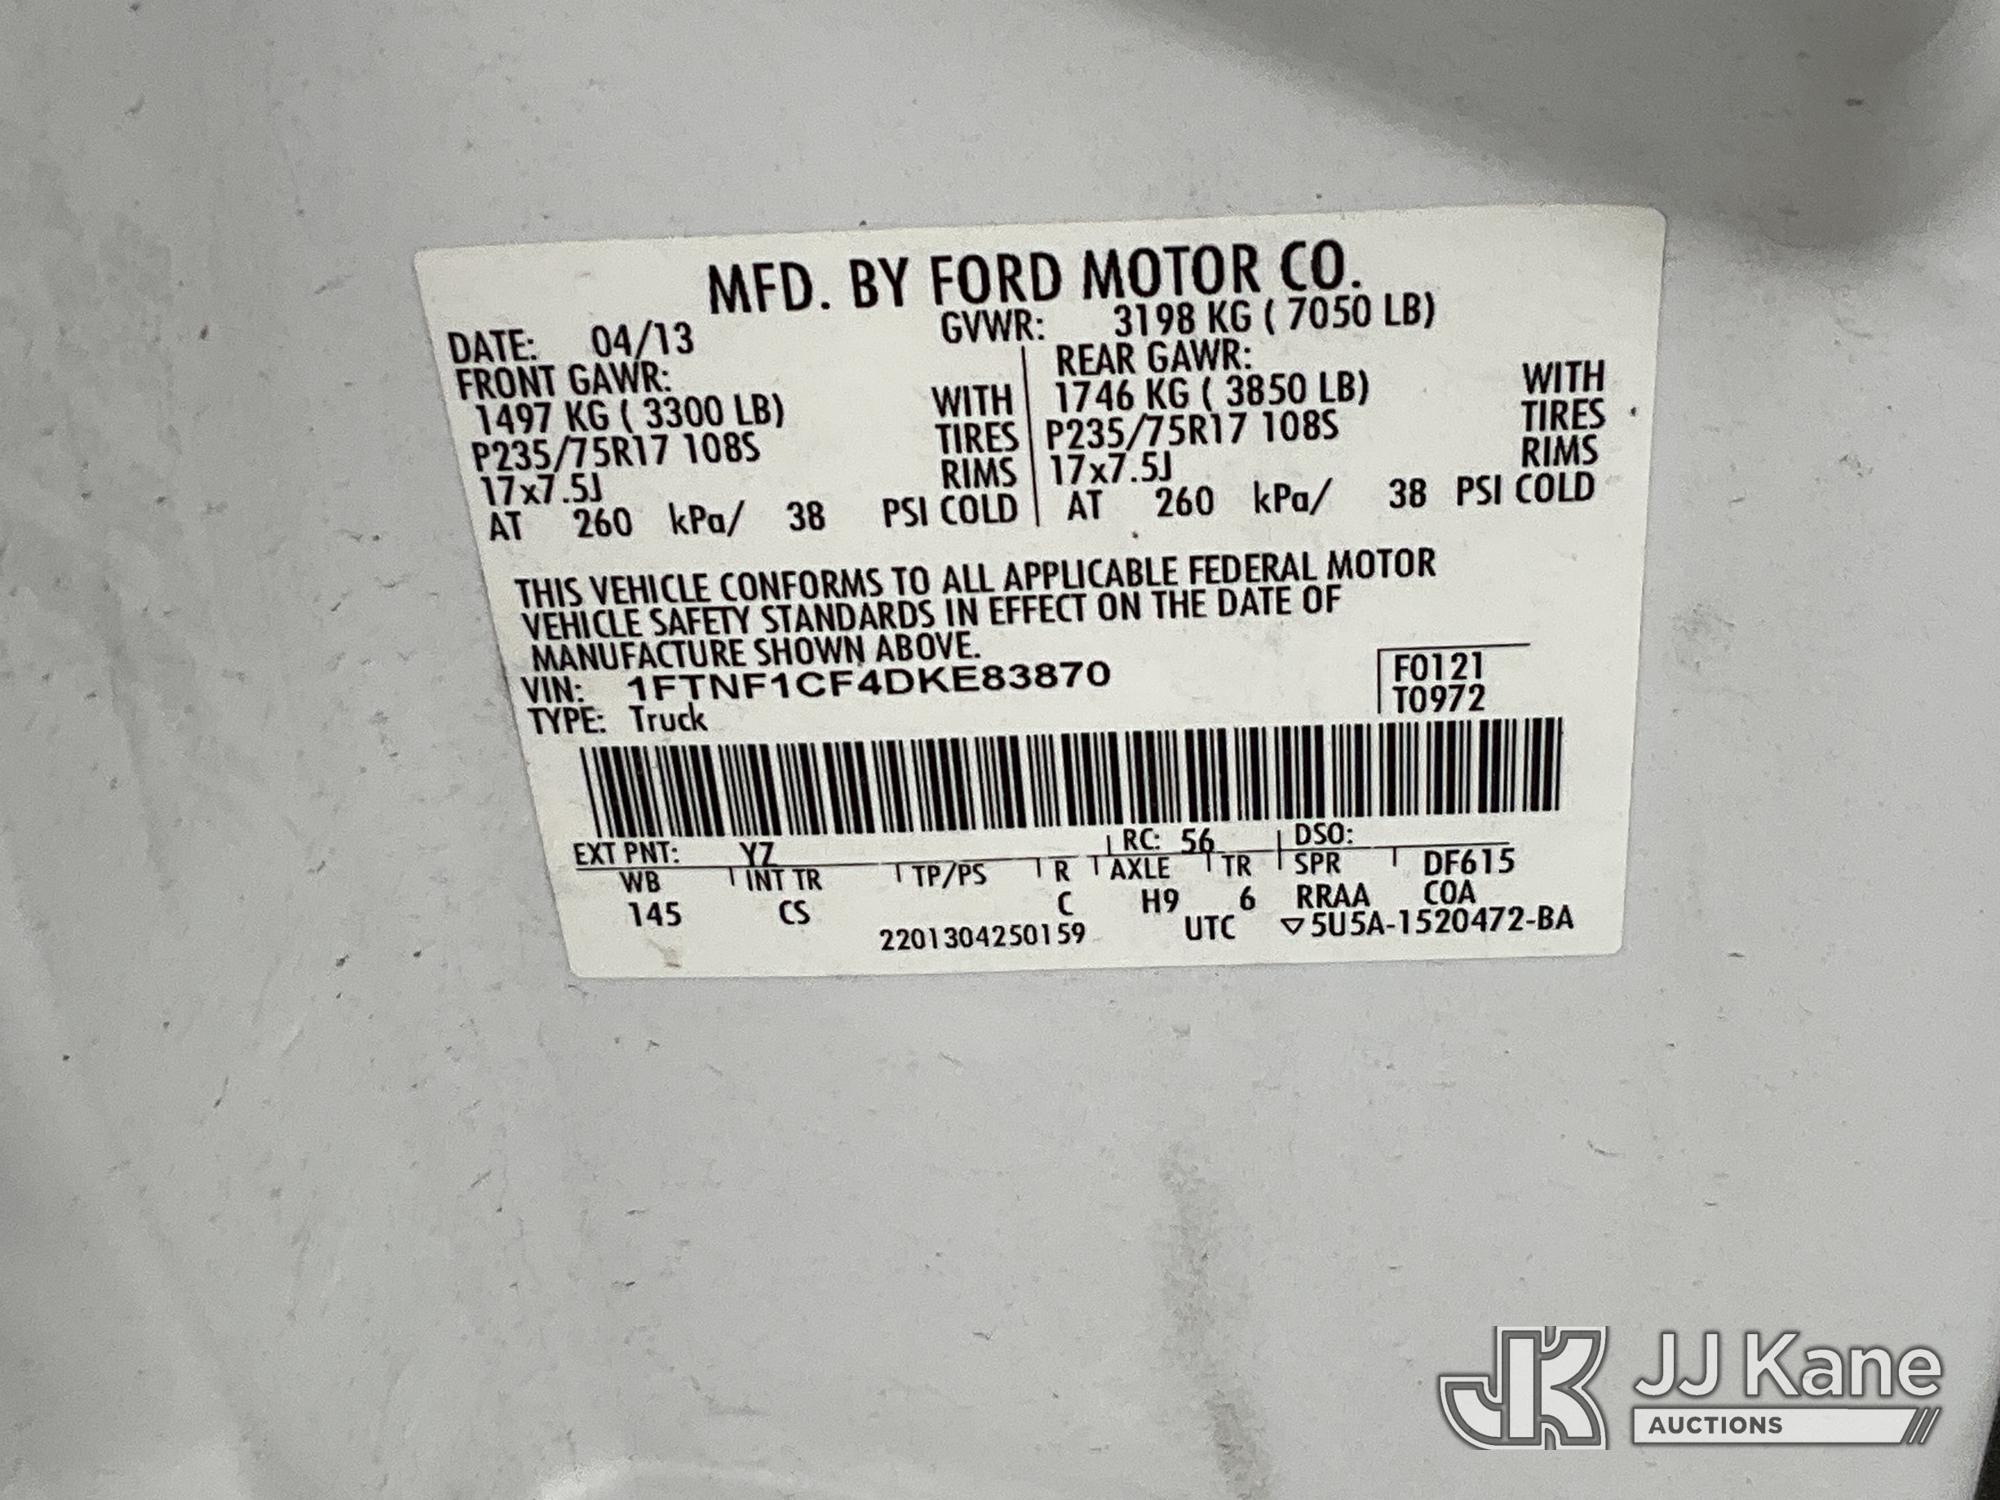 MFD. BY FORD MOTOR CO.
DATE: 04/13 GVWR: 3198 KG ( 7050 LB)
FRONT GAWR: REAR GAWR:
1497 KG ( 3300 LB) WITH 1746 KG ( 3850 LB) WITH
P235/75R17 108S TIRES P235/75R17 108S TIRES
17x7.5J RIMS 17x7.5J RIMS
AT 260 kPa/ 38 PSI COLD AT 260 kPa/ 38 PSI COLD
THIS VEHICLE CONFORMS TO ALL APPLICABLE FEDERAL MOTOR
VEHICLE SAFETY STANDARDS IN EFFECT ON THE DATE OF
MANUFACTURE SHOWN ABOVE.
VIN: 1FTNF1CF4DKE83870 F0121
TYPE: Truck T0972
EXT PNT: YZ RC: 56 DSO:
WB INT TR TP/PS R AXLE TR SPR DF615
145 CS C H9 6 RRAA COA
2201304250159 UTC ▽5U5A-1520472-BA
JK JJ Kane
AUCTIONS